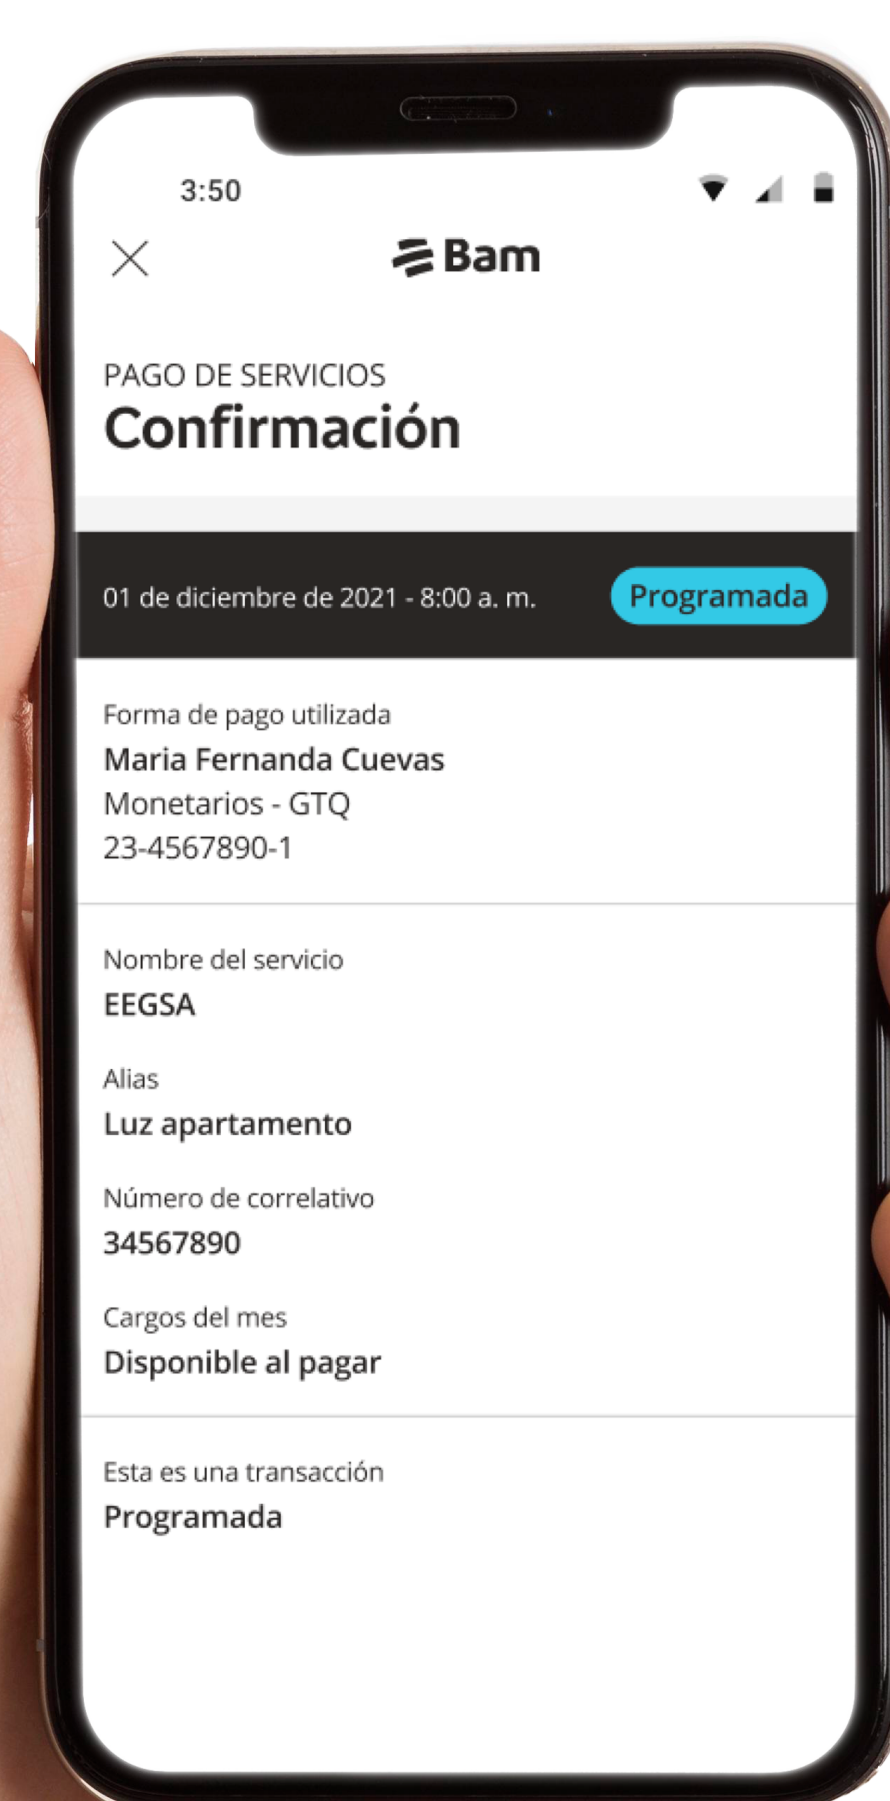 3:50
Bam
PAGO DE SERVICIOS
Confirmación
01 de diciembre de 2021 - 8:00 a. m.
Programada
Forma de pago utilizada
Maria Fernanda Cuevas
Monetarios - GTQ
23-4567890-1
Nombre del servicio
EEGSA
Alias
Luz apartamento
Número de correlativo
34567890
Cargos del mes
Disponible al pagar
Esta es una transacción
Programada